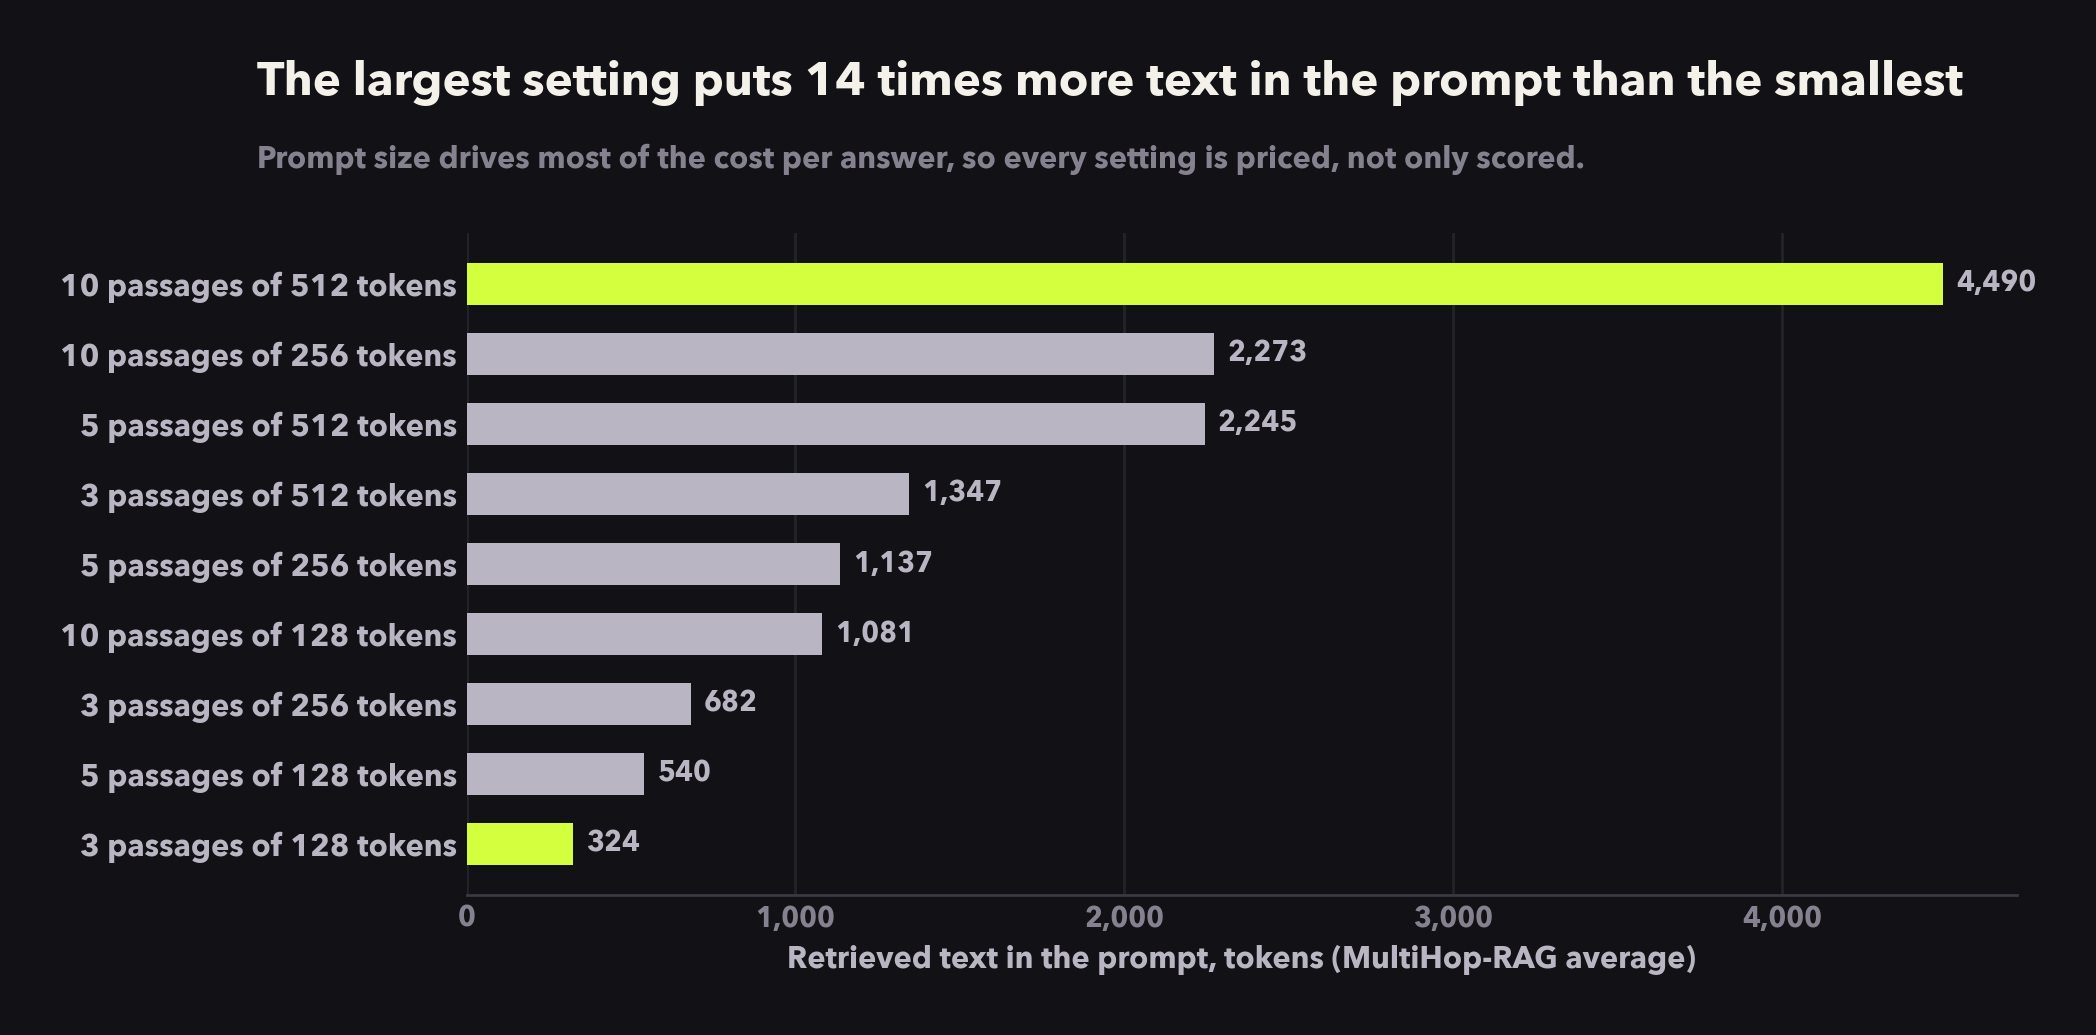 The largest setting puts 14 times more text in the prompt than the smallest
Prompt size drives most of the cost per answer, so every setting is priced, not only scored.
10 passages of 512 tokens 4,490
10 passages of 256 tokens 2,273
5 passages of 512 tokens 2,245
3 passages of 512 tokens 1,347
5 passages of 256 tokens 1,137
10 passages of 128 tokens 1,081
3 passages of 256 tokens 682
5 passages of 128 tokens 540
3 passages of 128 tokens 324
0 1,000 2,000 3,000 4,000
Retrieved text in the prompt, tokens (MultiHop-RAG average)